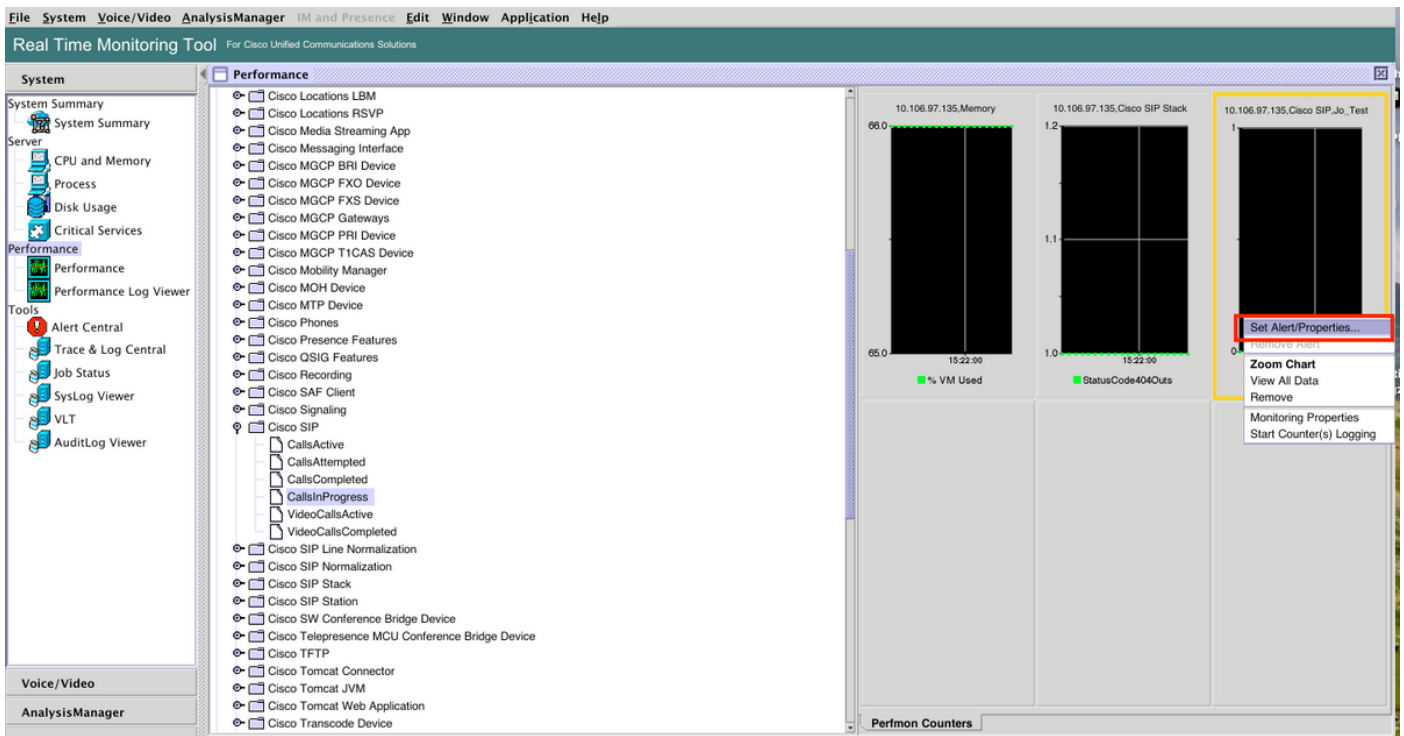 File System Voice/Video AnalysisManager IM and Presence Edit Window Application Help
Real Time Monitoring Tool For Cisco Unified Communications Solutions
System
System Summary
System Summary
Server
CPU and Memory
Process
Disk Usage
Critical Services
Performance
Performance
Performance Log Viewer
Tools
Alert Central
Trace & Log Central
Job Status
SysLog Viewer
VLT
AuditLog Viewer
Voice/Video
AnalysisManager
Performance
Cisco Locations LBM
Cisco Locations RSVP
Cisco Media Streaming App
Cisco Messaging Interface
Cisco MGCP BRI Device
Cisco MGCP FXO Device
Cisco MGCP FXS Device
Cisco MGCP Gateways
Cisco MGCP PRI Device
Cisco MGCP T1CAS Device
Cisco Mobility Manager
Cisco MOH Device
Cisco MTP Device
Cisco Phones
Cisco Presence Features
Cisco QSIG Features
Cisco Recording
Cisco SAF Client
Cisco Signaling
Cisco SIP
CallsActive
CallsAttempted
CallsCompleted
CallsInProgress
VideoCallsActive
VideoCallsCompleted
Cisco SIP Line Normalization
Cisco SIP Normalization
Cisco SIP Stack
Cisco SIP Station
Cisco SW Conference Bridge Device
Cisco Telepresence MCU Conference Bridge Device
Cisco TFTP
Cisco Tomcat Connector
Cisco Tomcat JVM
Cisco Tomcat Web Application
Cisco Transcode Device
10.106.97.135,Memory
66.0
65.0
15:22:00
% VM Used
10.106.97.135,Cisco SIP Stack
1.2
1.1
1.0
15:22:00
StatusCode404Outs
10.106.97.135,Cisco SIP,Jo_Test
1
0
Set Alert/Properties...
Remove Alert
Zoom Chart
View All Data
Remove
Monitoring Properties
Start Counter(s) Logging
Perfmon Counters